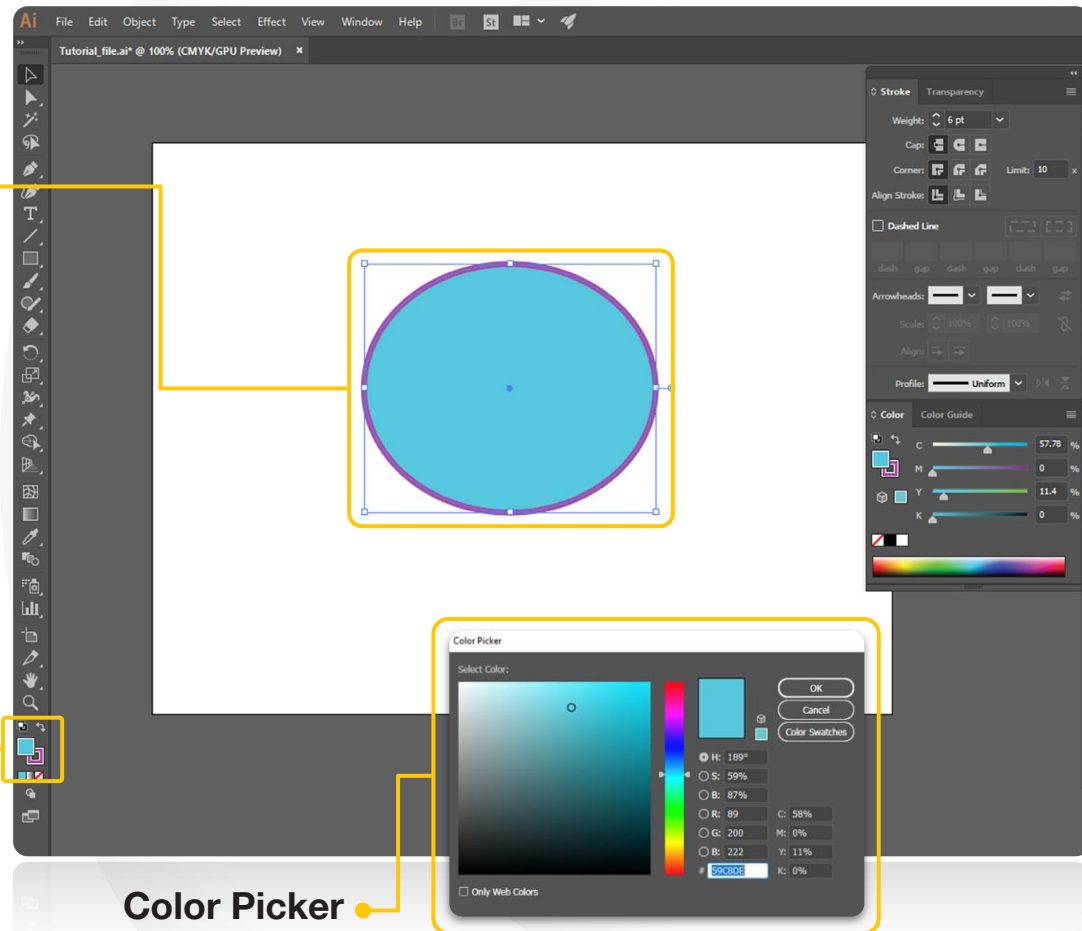 Ai File Edit Object Type Select Effect View Window Help Br St
Tutorial_file.ai* @ 100% (CMYK/GPU Preview) ×
T
Stroke Transparency
Weight: 6 pt
Cap:
Corner: Limit: 10 x
Align Stroke:
Dashed Line
dash gap dash gap dash gap
Arrowheads:
Scale: 100% 100%
Align:
Profile: Uniform
Color Color Guide
C 57.78 %
M 0 %
Y 11.4 %
K 0 %
Color Picker
Select Color:
OK
Cancel
Color Swatches
H: 189°
S: 59%
B: 87%
R: 89 C: 58%
G: 200 M: 0%
B: 222 Y: 11%
# 59C8DE K: 0%
Only Web Colors
Color Picker